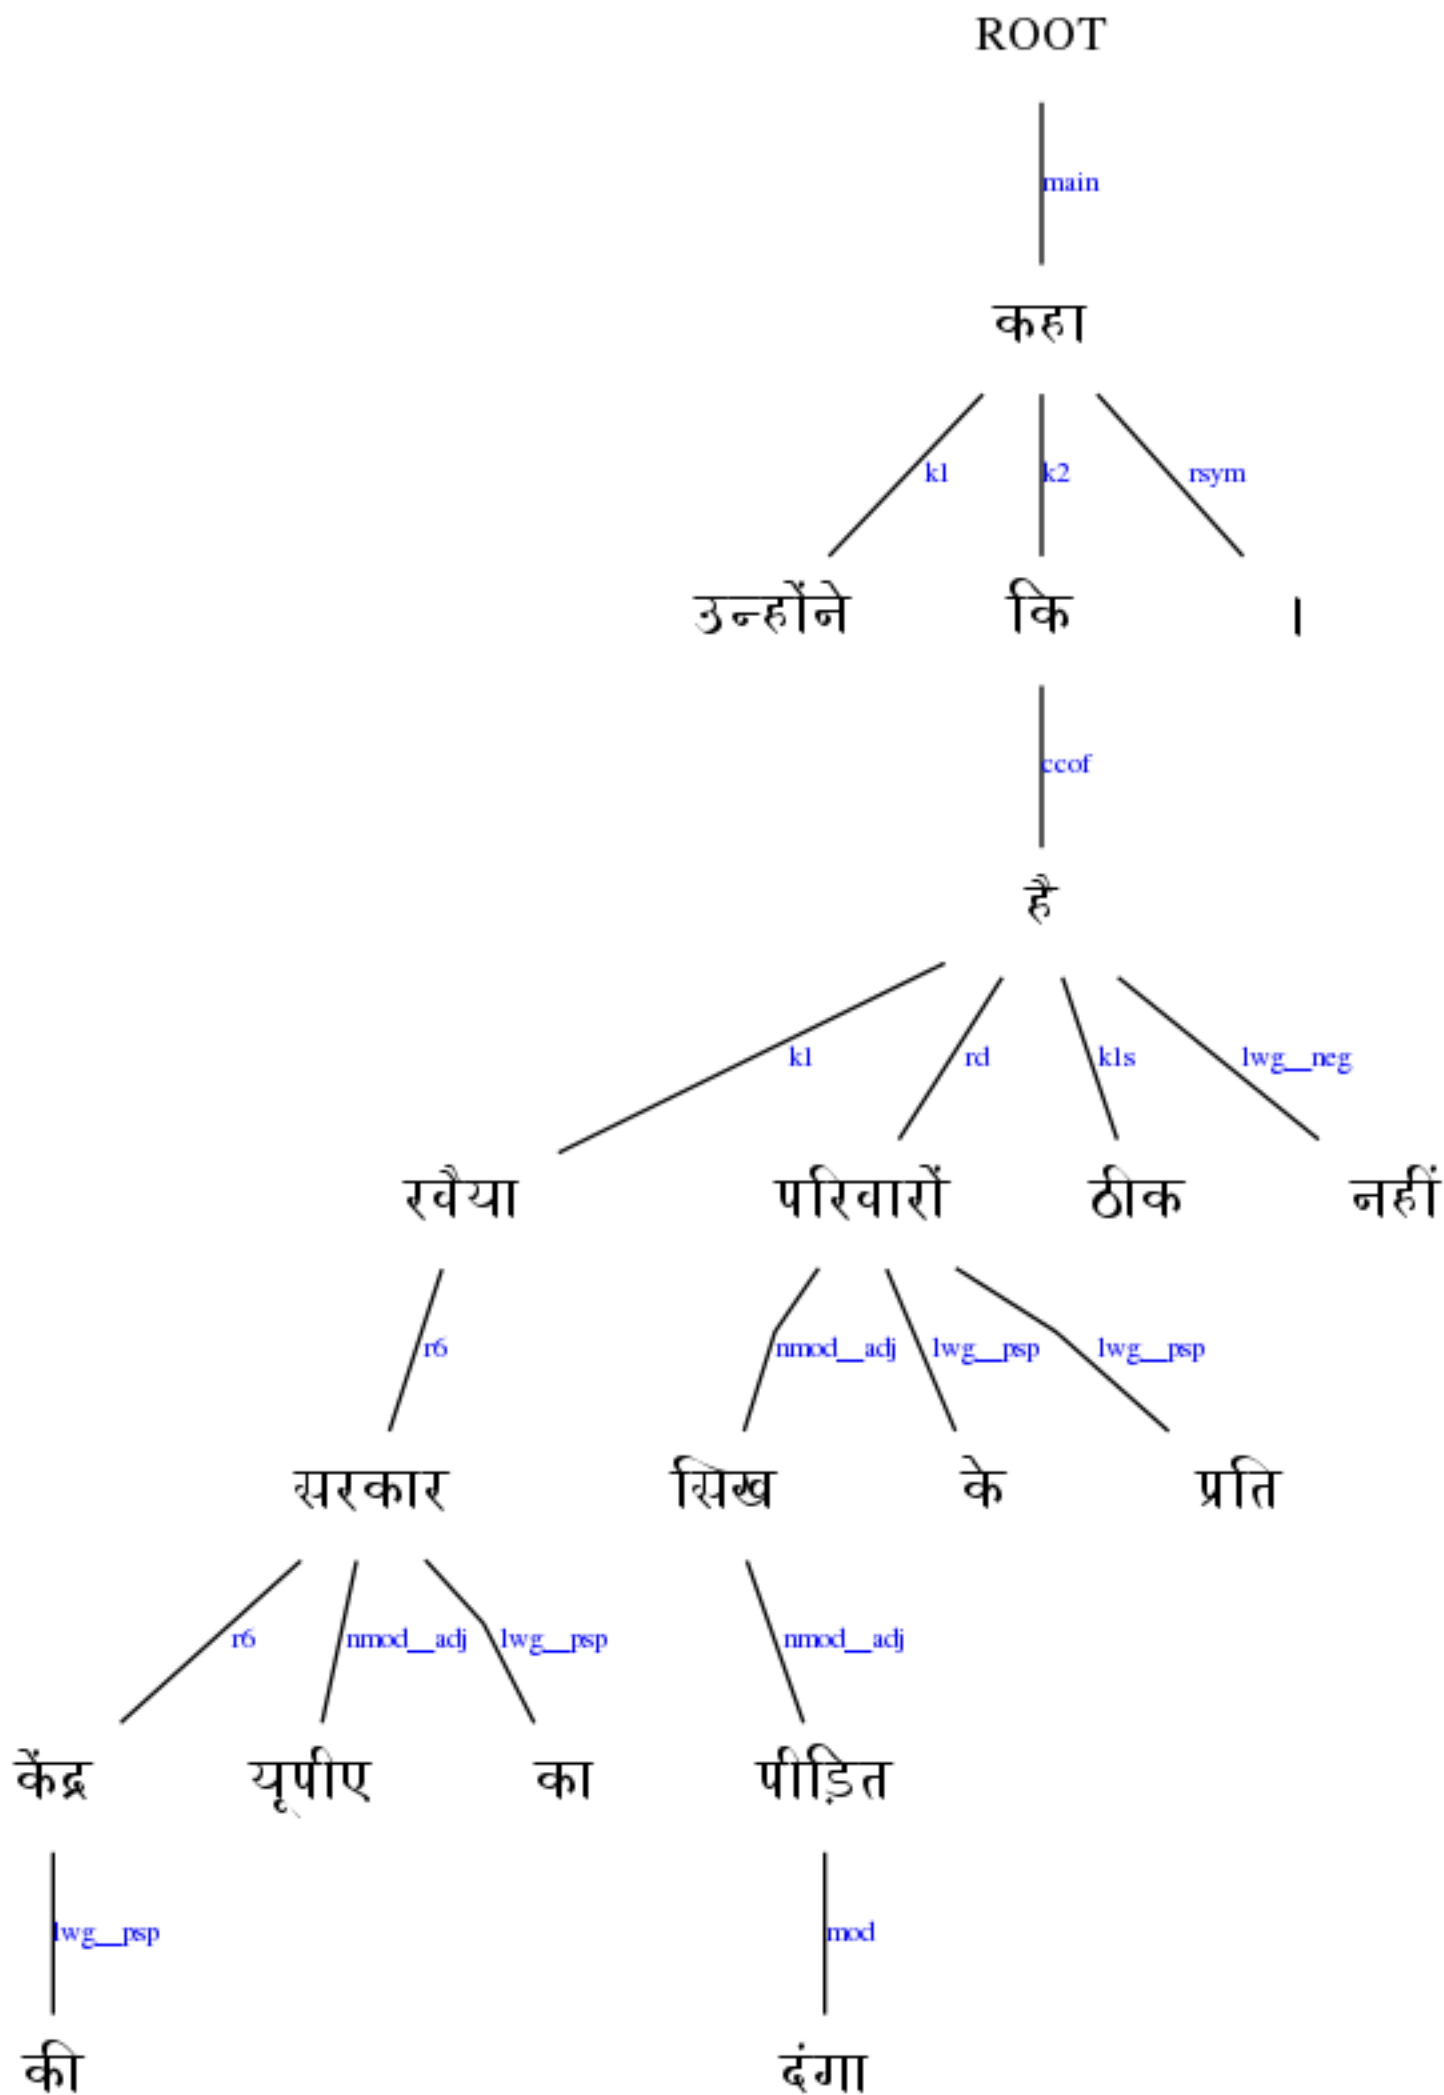 ROOT
main
कहा
k1 k2 rsym
उन्होंने कि ।
ccof
है
k1 rd k1s lwg__neg
रवैया परिवारों ठीक नहीं
r6 nmod__adj lwg__psp lwg__psp
सरकार सिख के प्रति
r6 nmod__adj lwg__psp nmod__adj
केंद्र यूपीए का पीड़ित
lwg__psp mod
की दंगा